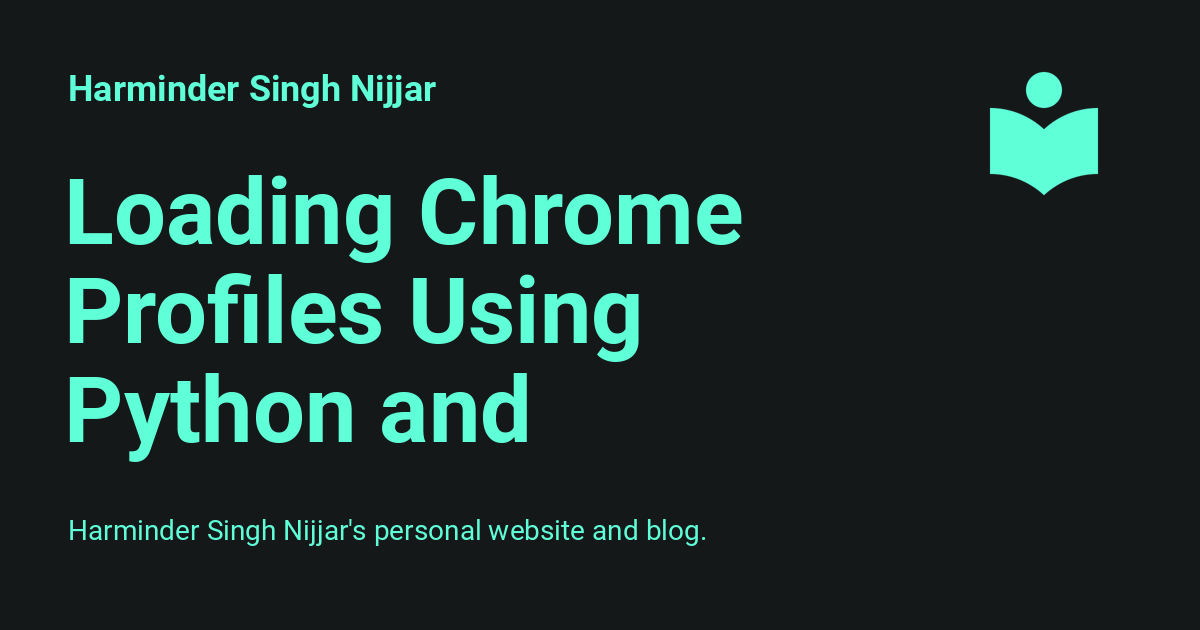 Harminder Singh Nijjar
Loading Chrome
Profiles Using
Python and
Harminder Singh Nijjar's personal website and blog.